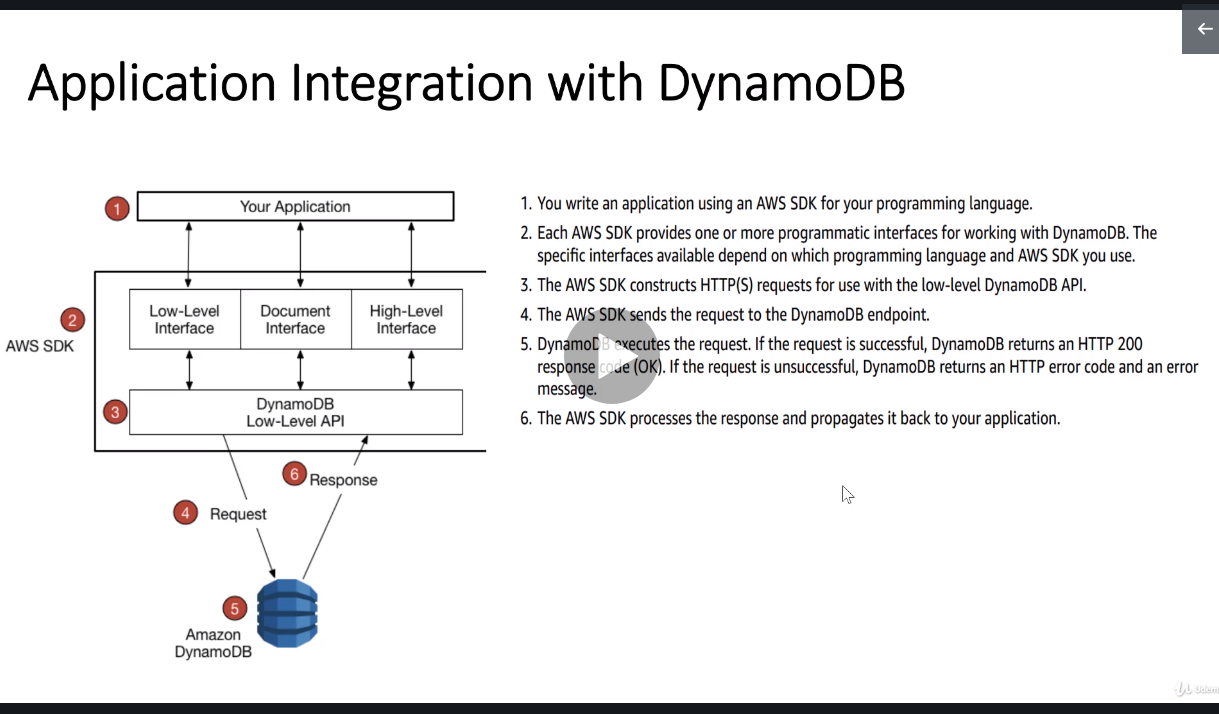 Application Integration with DynamoDB
1
Your Application
2
AWS SDK
Low-Level
Interface
Document
Interface
High-Level
Interface
3
DynamoDB
Low-Level API
6 Response
4 Request
5
Amazon
DynamoDB
1. You write an application using an AWS SDK for your programming language.
2. Each AWS SDK provides one or more programmatic interfaces for working with DynamoDB. The
specific interfaces available depend on which programming language and AWS SDK you use.
3. The AWS SDK constructs HTTP(S) requests for use with the low-level DynamoDB API.
4. The AWS SDK sends the request to the DynamoDB endpoint.
5. DynamoDB executes the request. If the request is successful, DynamoDB returns an HTTP 200
response code (OK). If the request is unsuccessful, DynamoDB returns an HTTP error code and an error
message.
6. The AWS SDK processes the response and propagates it back to your application.
Udem